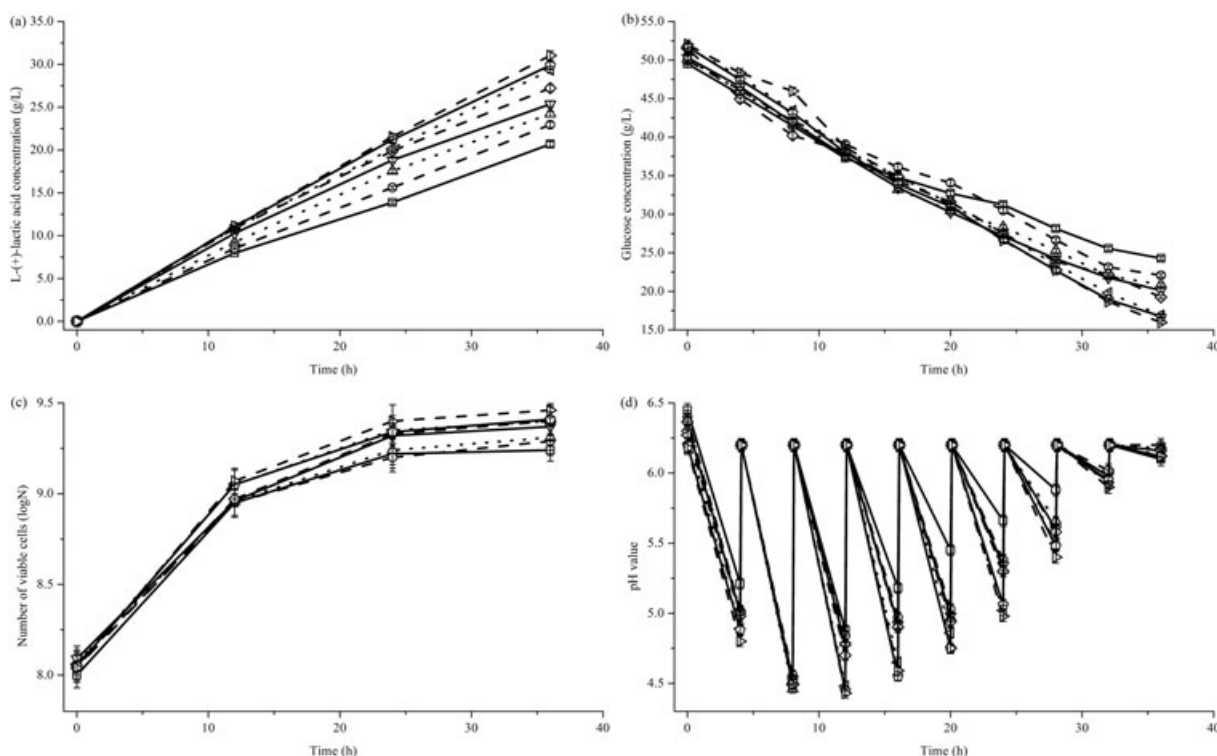 (a)
35.0
30.0
25.0
20.0
15.0
10.0
5.0
0.0
L-(+)-lactic acid concentration (g/L)
0 10 20 30 40
Time (h)
(b)
55.0
50.0
45.0
40.0
35.0
30.0
25.0
20.0
15.0
Glucose concentration (g/L)
0 10 20 30 40
Time (h)
(c)
9.5
9.0
8.5
8.0
Number of viable cells (logN)
0 10 20 30 40
Time (h)
(d)
6.5
6.0
5.5
5.0
4.5
pH value
0 10 20 30 40
Time (h)